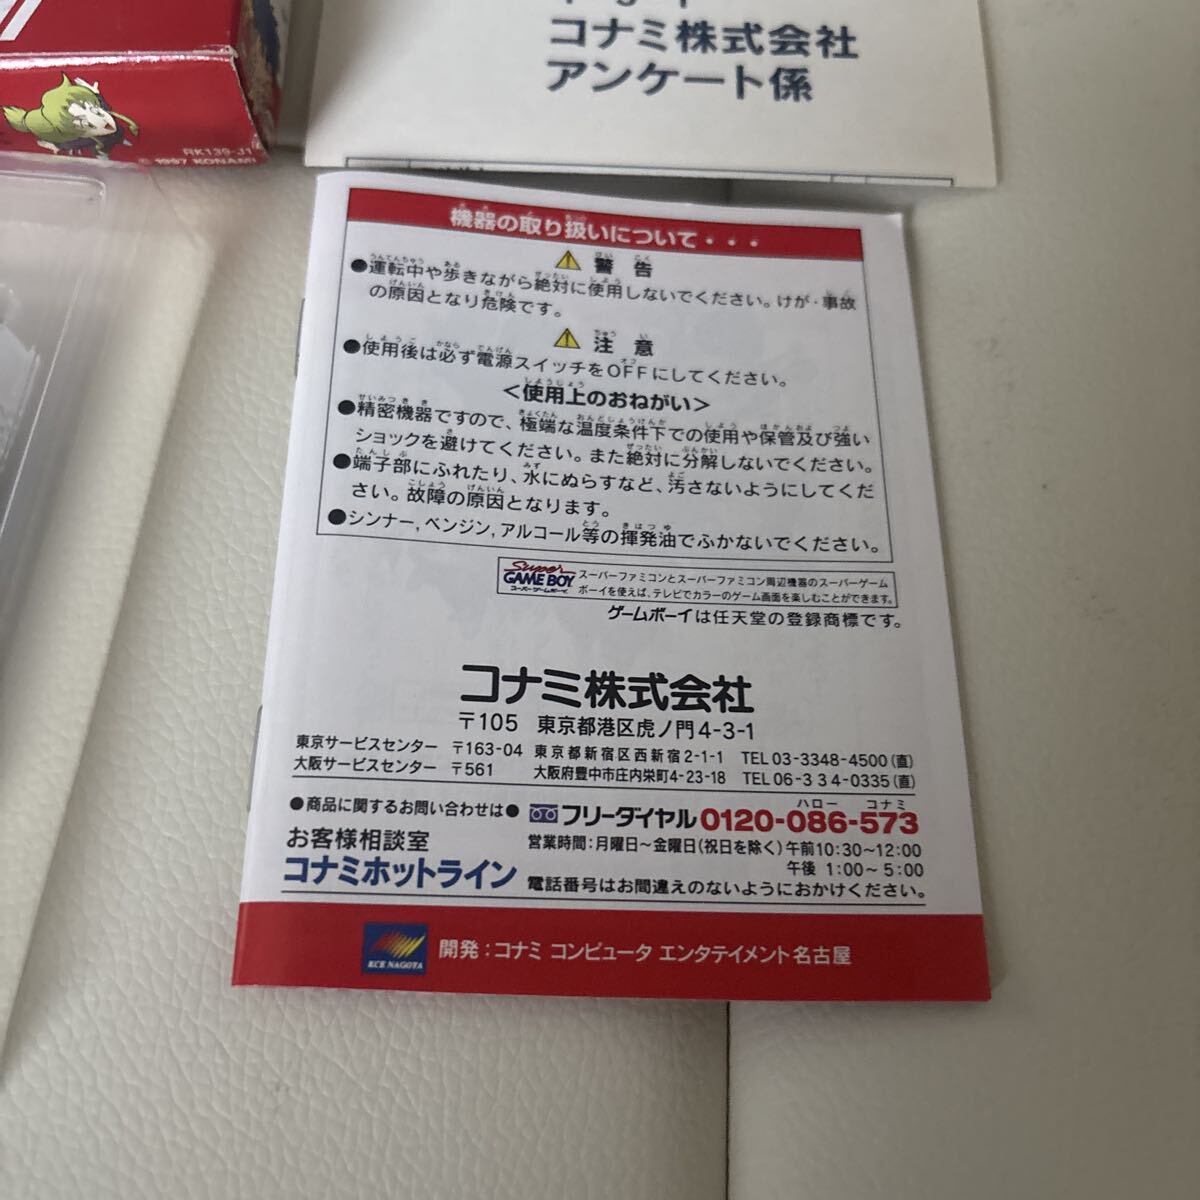 コナミ株式会社
アンケート係
RK139-J1
© 1997 KONAMI
機器の取り扱いについて・・・
警告
●運転中や歩きながら絶対に使用しないでください。けが・事故
の原因となり危険です。
注意
●使用後は必ず電源スイッチをOFFにしてください。
<使用上のおねがい>
●精密機器ですので、極端な温度条件下での使用や保管及び強い
ショックを避けてください。また絶対に分解しないでください。
●端子部にふれたり、水にぬらすなど、汚さないようにしてくだ
さい。故障の原因となります。
●シンナー,ベンジン,アルコール等の揮発油でふかないでください。
Super GAME BOY スーパーゲームボーイ
スーパーファミコンとスーパーファミコン周辺機器のスーパーゲーム
ボーイを使えば、テレビでカラーのゲーム画面を楽しむことができます。
ゲームボーイは任天堂の登録商標です。
コナミ株式会社
〒105 東京都港区虎ノ門4-3-1
東京サービスセンター 〒163-04 東京都新宿区西新宿2-1-1 TEL 03-3348-4500(直)
大阪サービスセンター 〒561 大阪府豊中市庄内栄町4-23-18 TEL 06-334-0335(直)
ハロー コナミ
●商品に関するお問い合わせは● フリーダイヤル 0120-086-573
お客様相談室 営業時間:月曜日〜金曜日(祝日を除く)午前10:30〜12:00
午後 1:00〜5:00
コナミホットライン 電話番号はお間違えのないようにおかけください。
KCE NAGOYA 開発:コナミ コンピュータ エンタテイメント名古屋